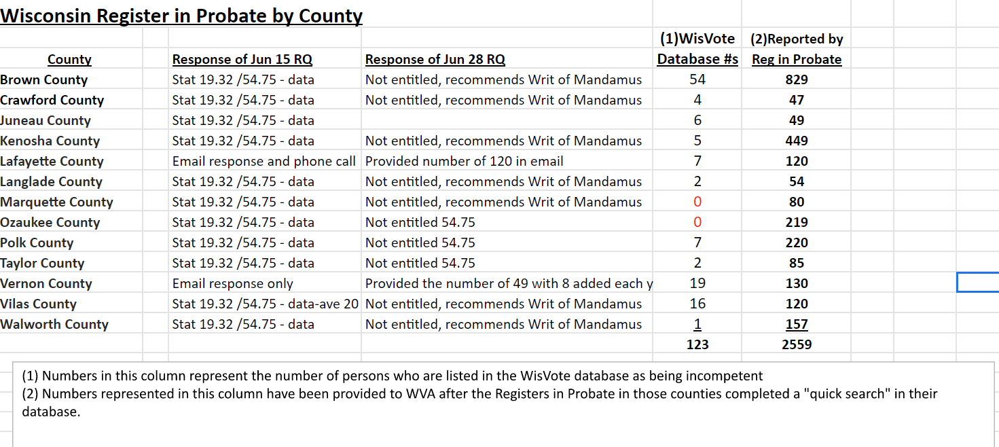 Wisconsin Register in Probate by County
(1)WisVote (2)Reported by
County Response of Jun 15 RQ Response of Jun 28 RQ Database #s Reg in Probate
Brown County Stat 19.32 /54.75 - data Not entitled, recommends Writ of Mandamus 54 829
Crawford County Stat 19.32 /54.75 - data Not entitled, recommends Writ of Mandamus 4 47
Juneau County Stat 19.32 /54.75 - data 6 49
Kenosha County Stat 19.32 /54.75 - data Not entitled, recommends Writ of Mandamus 5 449
Lafayette County Email response and phone call Provided number of 120 in email 7 120
Langlade County Stat 19.32 /54.75 - data Not entitled, recommends Writ of Mandamus 2 54
Marquette County Stat 19.32 /54.75 - data Not entitled, recommends Writ of Mandamus 0 80
Ozaukee County Stat 19.32 /54.75 - data Not entitled 54.75 0 219
Polk County Stat 19.32 /54.75 - data Not entitled 54.75 7 220
Taylor County Stat 19.32 /54.75 - data Not entitled 54.75 2 85
Vernon County Email response only Provided the number of 49 with 8 added each y 19 130
Vilas County Stat 19.32 /54.75 - data-ave 20 Not entitled, recommends Writ of Mandamus 16 120
Walworth County Stat 19.32 /54.75 - data Not entitled, recommends Writ of Mandamus 1 157
123 2559
(1) Numbers in this column represent the number of persons who are listed in the WisVote database as being incompetent
(2) Numbers represented in this column have been provided to WVA after the Registers in Probate in those counties completed a "quick search" in their
database.